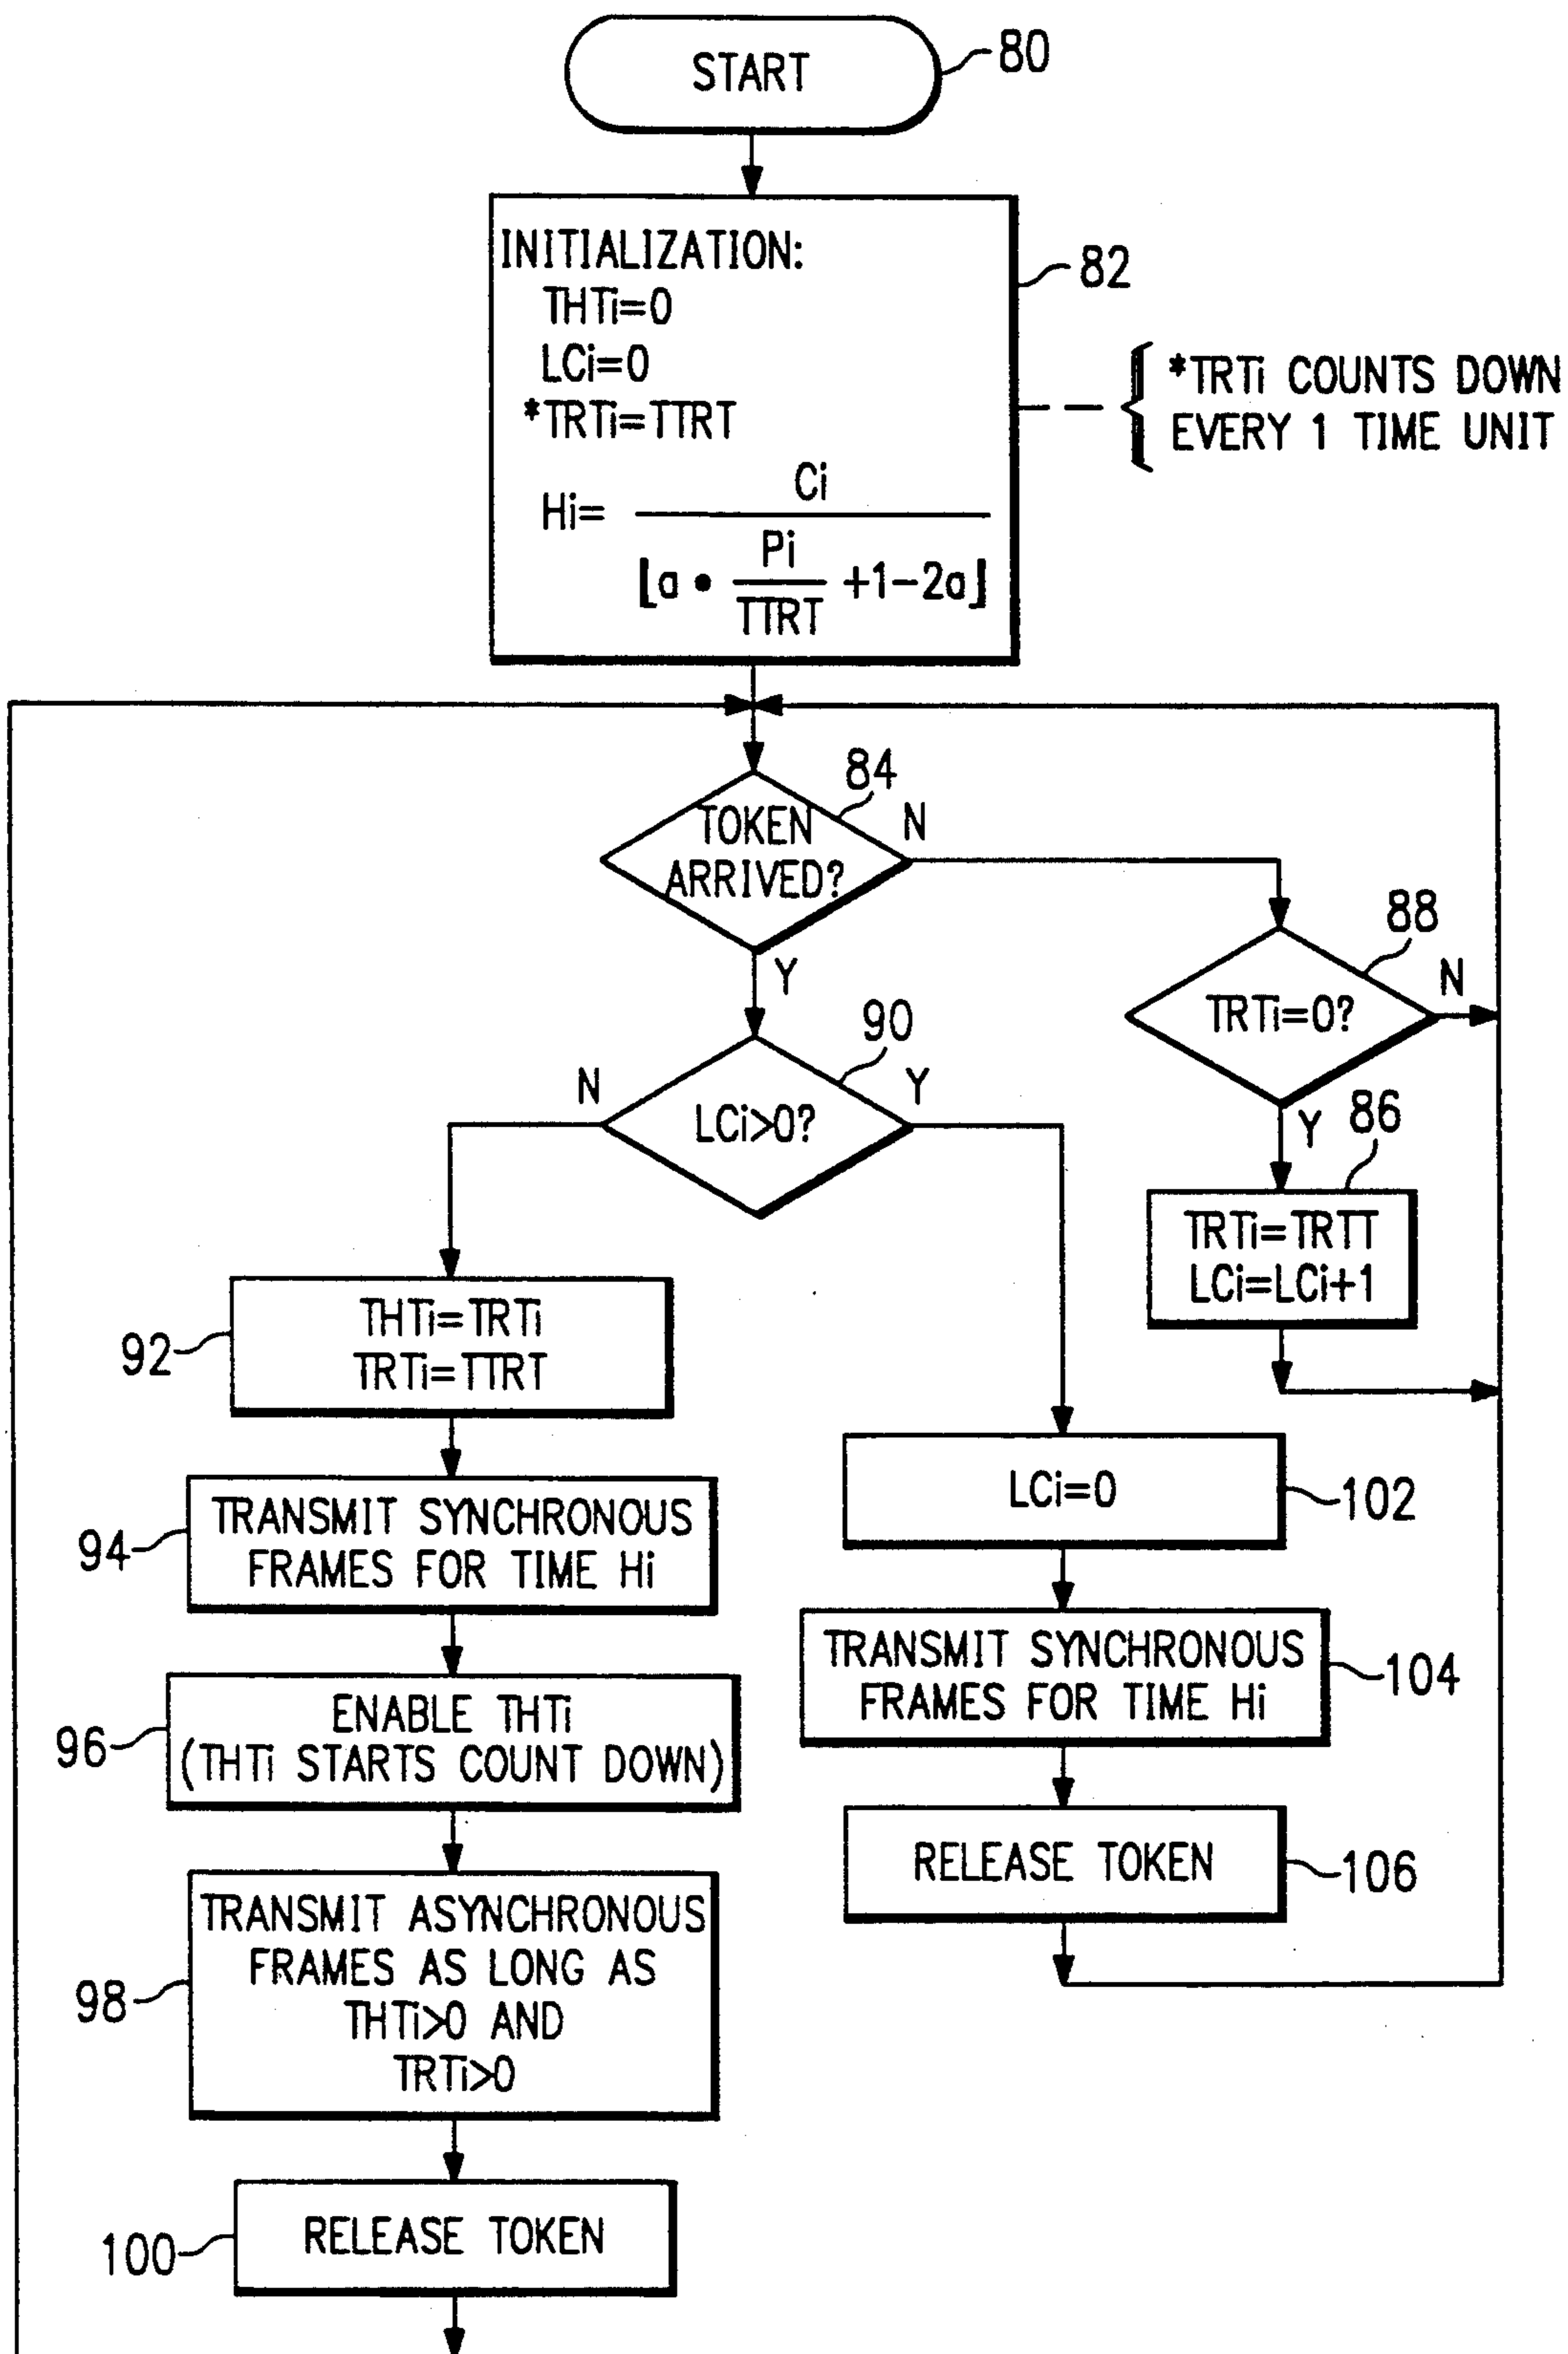 START
80
INITIALIZATION:
THTi=0
LCi=0
*TRTi=TTRT
Hi=
Ci
⌊a • Pi
TTRT +1-2a⌋
82
*TRTi COUNTS DOWN
EVERY 1 TIME UNIT
84
TOKEN
ARRIVED?
N
Y
88
TRTi=0?
N
Y
86
TRTi=TRTT
LCi=LCi+1
90
LCi>0?
N
Y
92
THTi=TRTi
TRTi=TTRT
94
TRANSMIT SYNCHRONOUS
FRAMES FOR TIME Hi
96
ENABLE THTi
(THTi STARTS COUNT DOWN)
98
TRANSMIT ASYNCHRONOUS
FRAMES AS LONG AS
THTi>0 AND
TRTi>0
100
RELEASE TOKEN
LCi=0
102
TRANSMIT SYNCHRONOUS
FRAMES FOR TIME Hi
104
RELEASE TOKEN
106